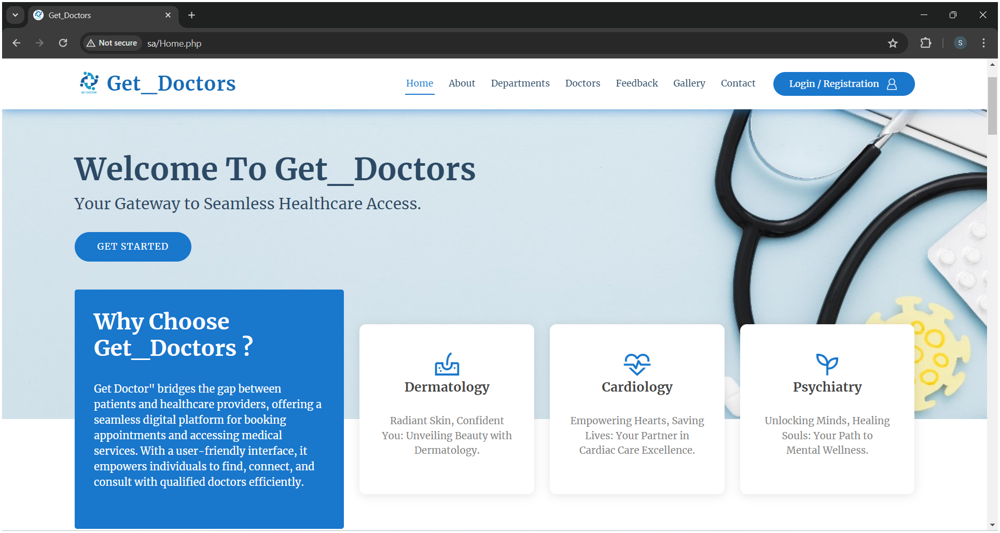 Get_Doctors
Not secure
sa/Home.php
S
GET DOCTOR
Get_Doctors
Home
About
Departments
Doctors
Feedback
Gallery
Contact
Login / Registration
Welcome To Get_Doctors
Your Gateway to Seamless Healthcare Access.
GET STARTED
Why Choose
Get_Doctors ?
Get Doctor" bridges the gap between
patients and healthcare providers, offering a
seamless digital platform for booking
appointments and accessing medical
services. With a user-friendly interface, it
empowers individuals to find, connect, and
consult with qualified doctors efficiently.
Dermatology
Radiant Skin, Confident
You: Unveiling Beauty with
Dermatology.
Cardiology
Empowering Hearts, Saving
Lives: Your Partner in
Cardiac Care Excellence.
Psychiatry
Unlocking Minds, Healing
Souls: Your Path to
Mental Wellness.